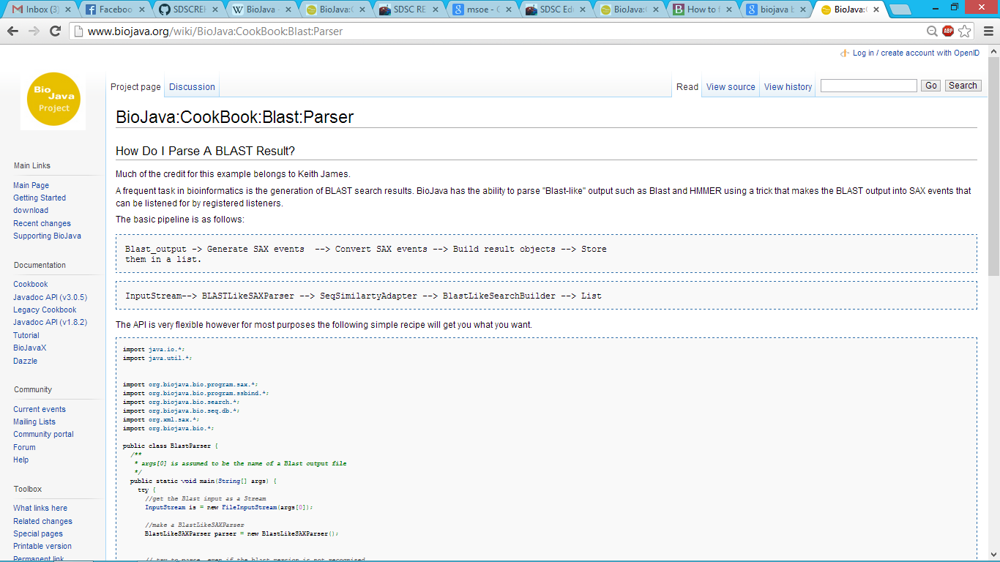 Inbox (3)
Faceboo
SDSCREH
BioJava -
BioJava:C
SDSC RE
msoe - G
SDSC Ed
BioJava:
How to f
biojava b
BioJava:
www.biojava.org/wiki/BioJava:CookBook:Blast:Parser
ABP
Log in / create account with OpenID
Bio
Java
Project
Project page
Discussion
Read
View source
View history
Go
Search
BioJava:CookBook:Blast:Parser
How Do I Parse A BLAST Result?
Much of the credit for this example belongs to Keith James.
A frequent task in bioinformatics is the generation of BLAST search results. BioJava has the ability to parse "Blast-like" output such as Blast and HMMER using a trick that makes the BLAST output into SAX events that
can be listened for by registered listeners.
The basic pipeline is as follows:
Blast_output -> Generate SAX events  --> Convert SAX events --> Build result objects --> Store
them in a list.
InputStream--> BLASTLikeSAXParser --> SeqSimilartyAdapter --> BlastLikeSearchBuilder --> List
The API is very flexible however for most purposes the following simple recipe will get you what you want.
import java.io.*;
import java.util.*;
import org.biojava.bio.program.sax.*;
import org.biojava.bio.program.ssbind.*;
import org.biojava.bio.search.*;
import org.biojava.bio.seq.db.*;
import org.xml.sax.*;
import org.biojava.bio.*;
public class BlastParser {
/**
* args[0] is assumed to be the name of a Blast output file
*/
public static void main(String[] args) {
try {
//get the Blast input as a Stream
InputStream is = new FileInputStream(args[0]);
//make a BlastLikeSAXParser
BlastLikeSAXParser parser = new BlastLikeSAXParser();
// try to parse, even if the blast version is not recognised.
Main Links
Main Page
Getting Started
download
Recent changes
Supporting BioJava
Documentation
Cookbook
Javadoc API (v3.0.5)
Legacy Cookbook
Javadoc API (v1.8.2)
Tutorial
BioJavaX
Dazzle
Community
Current events
Mailing Lists
Community portal
Forum
Help
Toolbox
What links here
Related changes
Special pages
Printable version
Permanent link